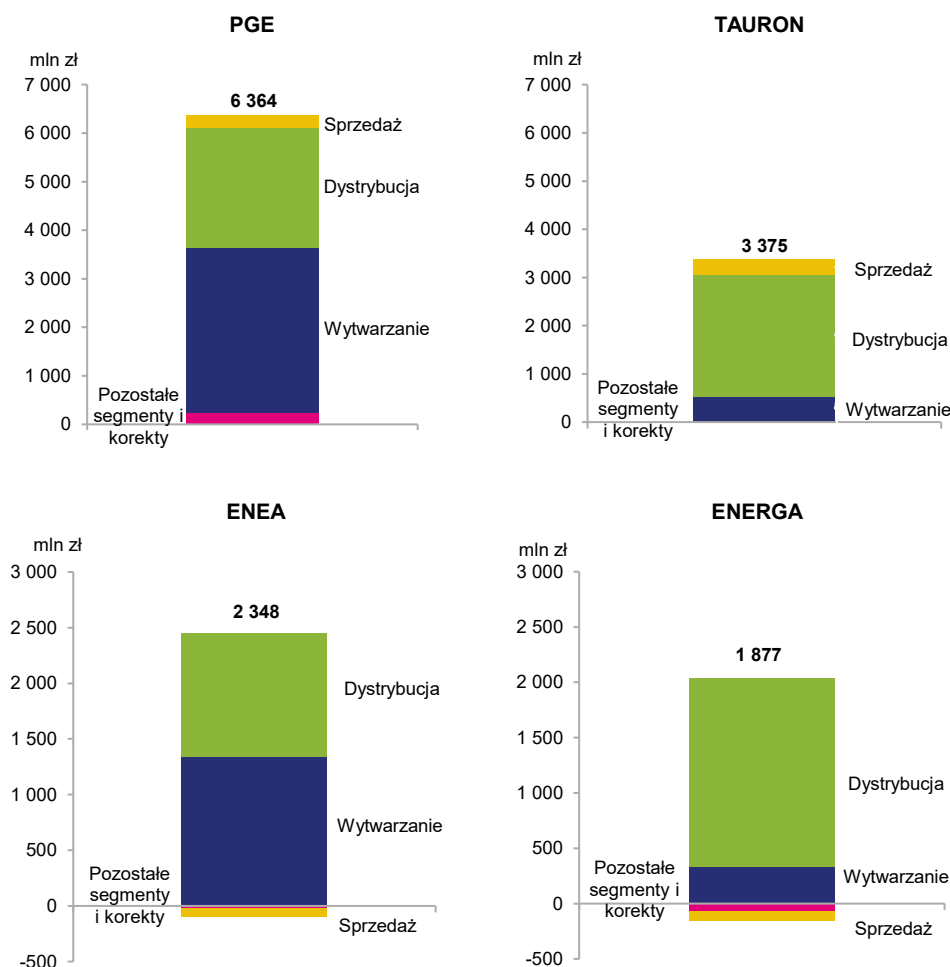 PGE
mln zł
7 000
6 000
5 000
4 000
3 000
2 000
1 000
0
6 364
Sprzedaż
Dystrybucja
Wytwarzanie
Pozostałe
segmenty i
korekty
TAURON
mln zł
7 000
6 000
5 000
4 000
3 000
2 000
1 000
0
3 375
Sprzedaż
Dystrybucja
Wytwarzanie
Pozostałe
segmenty
i korekty
ENEA
mln zł
3 000
2 500
2 000
1 500
1 000
500
0
-500
2 348
Dystrybucja
Wytwarzanie
Pozostałe
segmenty
i korekty
Sprzedaż
ENERGA
mln zł
3 000
2 500
2 000
1 500
1 000
500
0
-500
1 877
Dystrybucja
Wytwarzanie
Pozostałe
segmenty i
korekty
Sprzedaż